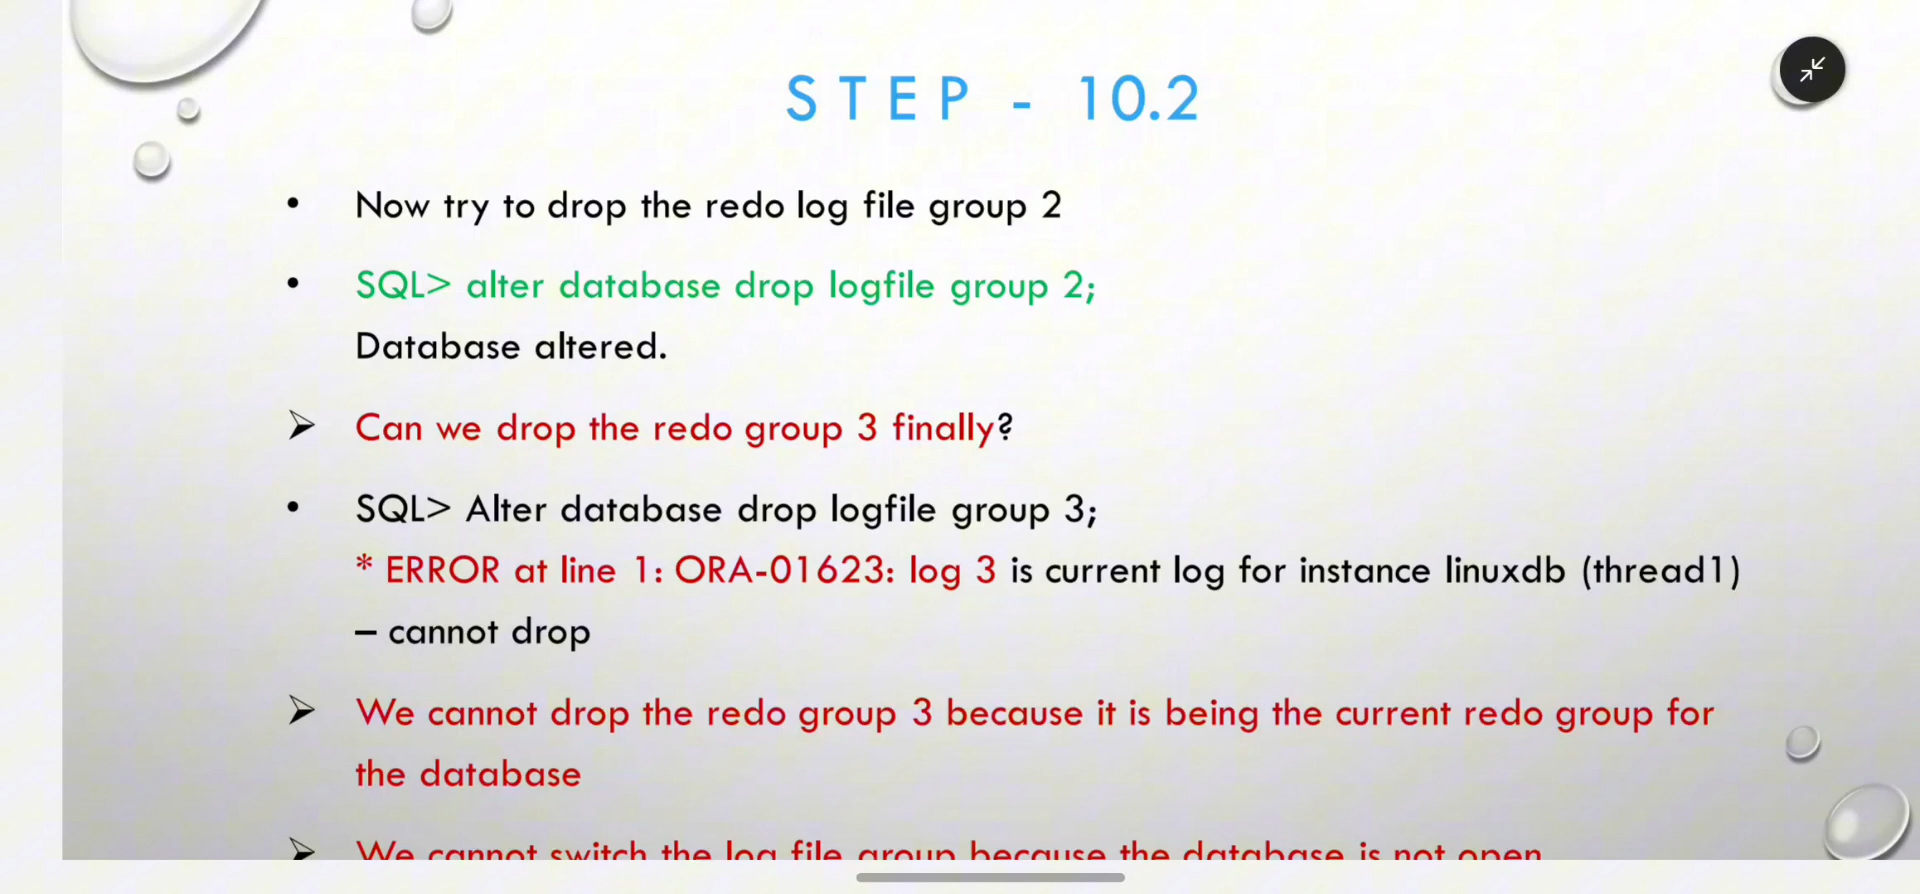 STEP - 10.2
• Now try to drop the redo log file group 2
• SQL> alter database drop logfile group 2;
Database altered.
➢ Can we drop the redo group 3 finally?
• SQL> Alter database drop logfile group 3;
* ERROR at line 1: ORA-01623: log 3 is current log for instance linuxdb (thread1)
– cannot drop
➢ We cannot drop the redo group 3 because it is being the current redo group for
the database
➢ We cannot switch the log file group because the database is not open